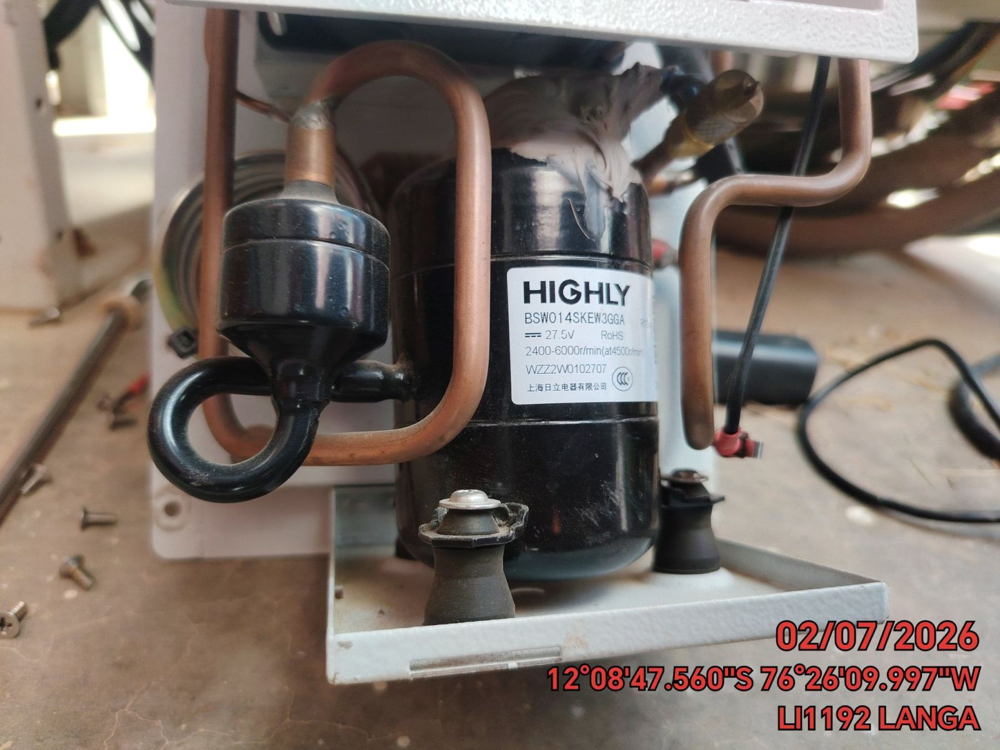 HIGHLY
BSW014SKEW3GGA
27.5V RoHS
2400-6000r/min(at4500r/min)
WZZ2W0102707
上海日立电器有限公司
02/07/2026
12°08'47.560"S 76°26'09.997"W
LI1192 LANGA